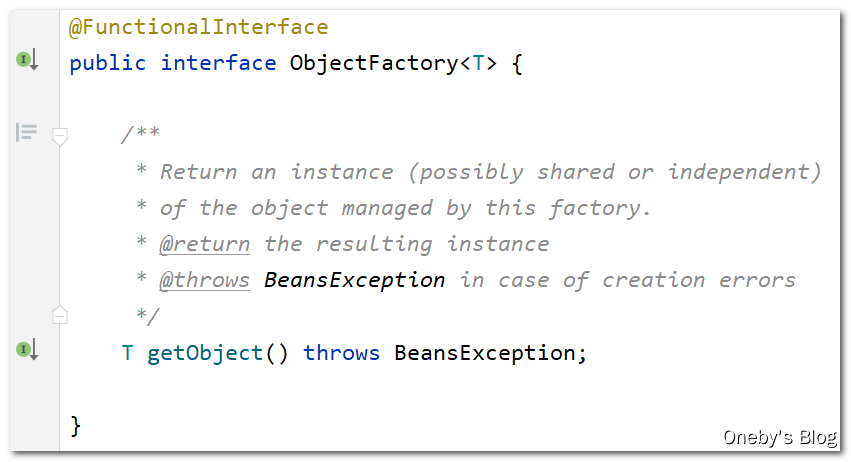 @FunctionalInterface
public interface ObjectFactory<T> {
/**
* Return an instance (possibly shared or independent)
* of the object managed by this factory.
* @return the resulting instance
* @throws BeansException in case of creation errors
*/
T getObject() throws BeansException;
}
Oneby's Blog